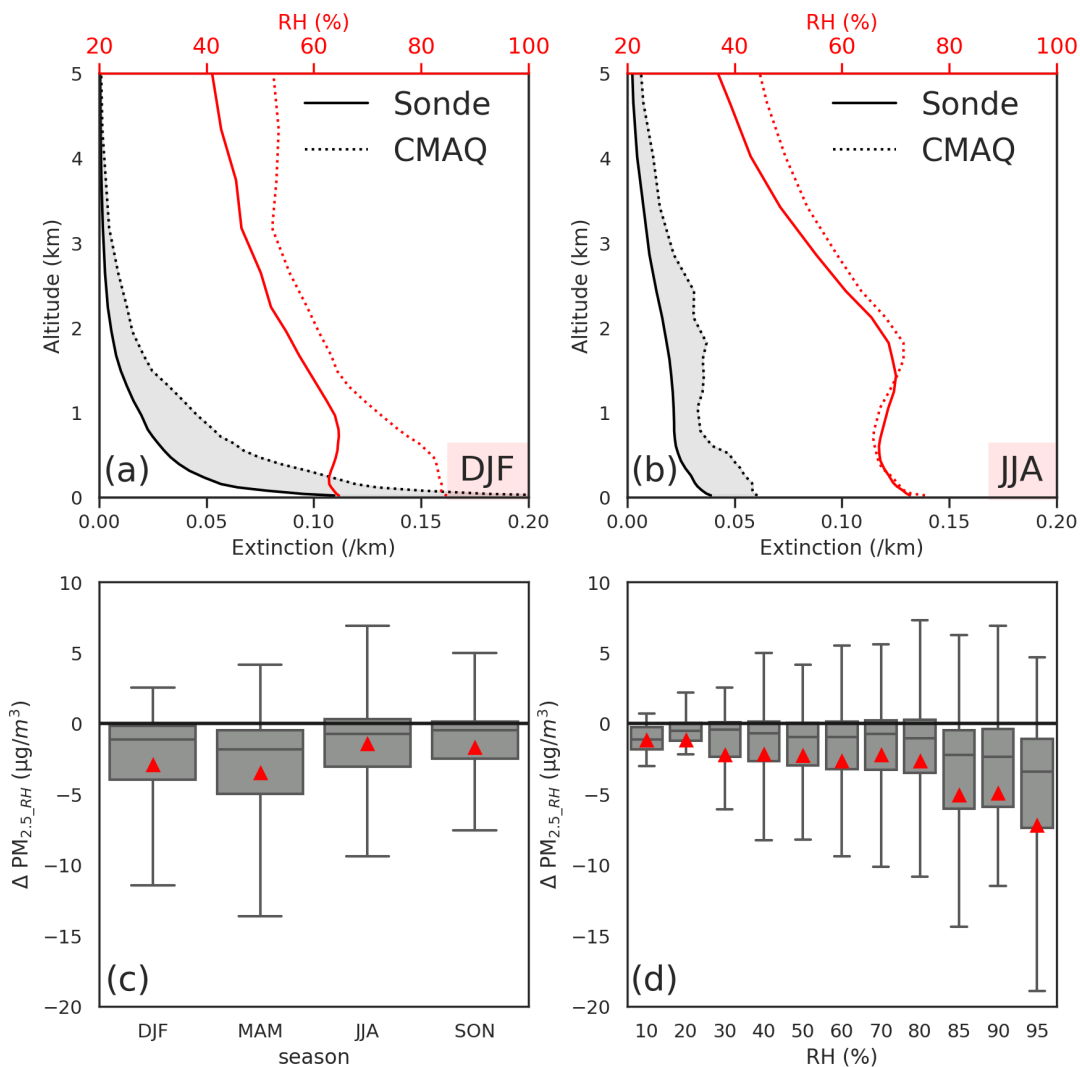 RH (%)
20 40 60 80 100
5
4
3
2
1
0
Altitude (km)
Sonde
CMAQ
(a)
DJF
0.00 0.05 0.10 0.15 0.20
Extinction (/km)
RH (%)
20 40 60 80 100
5
4
3
2
1
0
Altitude (km)
Sonde
CMAQ
(b)
JJA
0.00 0.05 0.10 0.15 0.20
Extinction (/km)
10
5
0
−5
−10
−15
−20
Δ PM2.5_RH (μg/m³)
(c)
DJF MAM JJA SON
season
10
5
0
−5
−10
−15
−20
Δ PM2.5_RH (μg/m³)
(d)
10 20 30 40 50 60 70 80 85 90 95
RH (%)